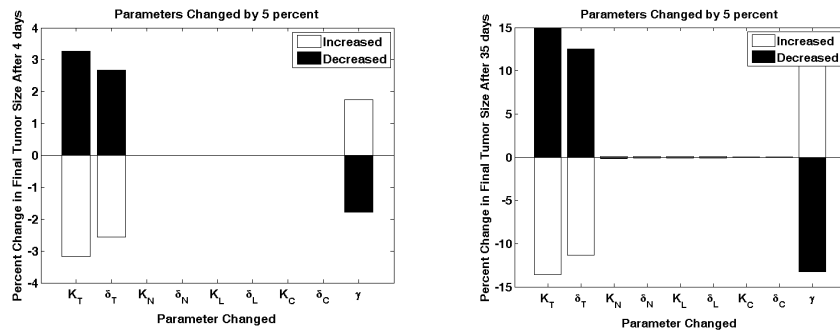 Parameters Changed by 5 percent
Percent Change in Final Tumor Size After 4 days
4
3
2
1
0
-1
-2
-3
-4
Increased
Decreased
K_T δ_T K_N δ_N K_L δ_L K_C δ_C γ
Parameter Changed
Parameters Changed by 5 percent
Percent Change in Final Tumor Size After 35 days
15
10
5
0
-5
-10
-15
Increased
Decreased
K_T δ_T K_N δ_N K_L δ_L K_C δ_C γ
Parameter Changed